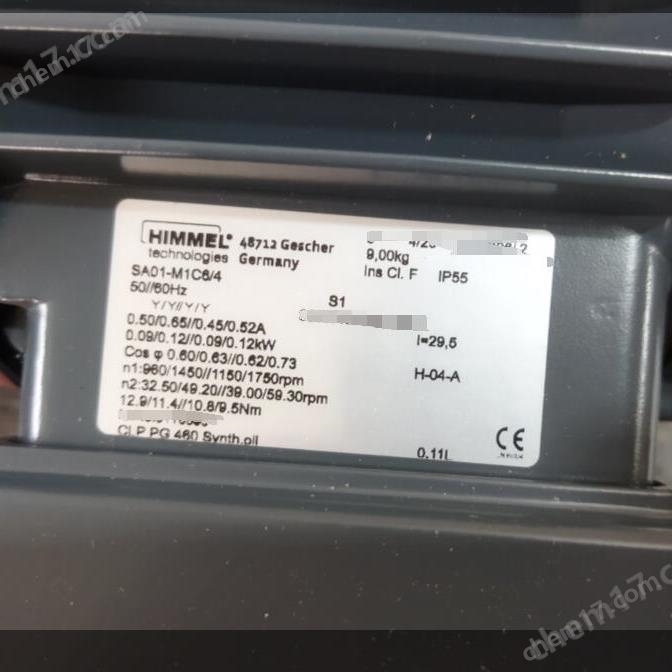 HIMMEL® 48712 Gescher
technologies Germany
9,00kg
SA01-M1C6/4
Ins Cl. F IP55
50//60Hz
Y/Y//Y/Y
S1
0.50/0.65//0.45/0.52A
0.09/0.12//0.09/0.12kW
i=29,5
Cos φ 0.60/0.63//0.62/0.73
n1:960/1450//1150/1750rpm
H-04-A
n2:32.50/49.20//39.00/59.30rpm
12.9/11.4//10.8/9.5Nm
CLP PG 460 Synth.oil
0.11L
CE